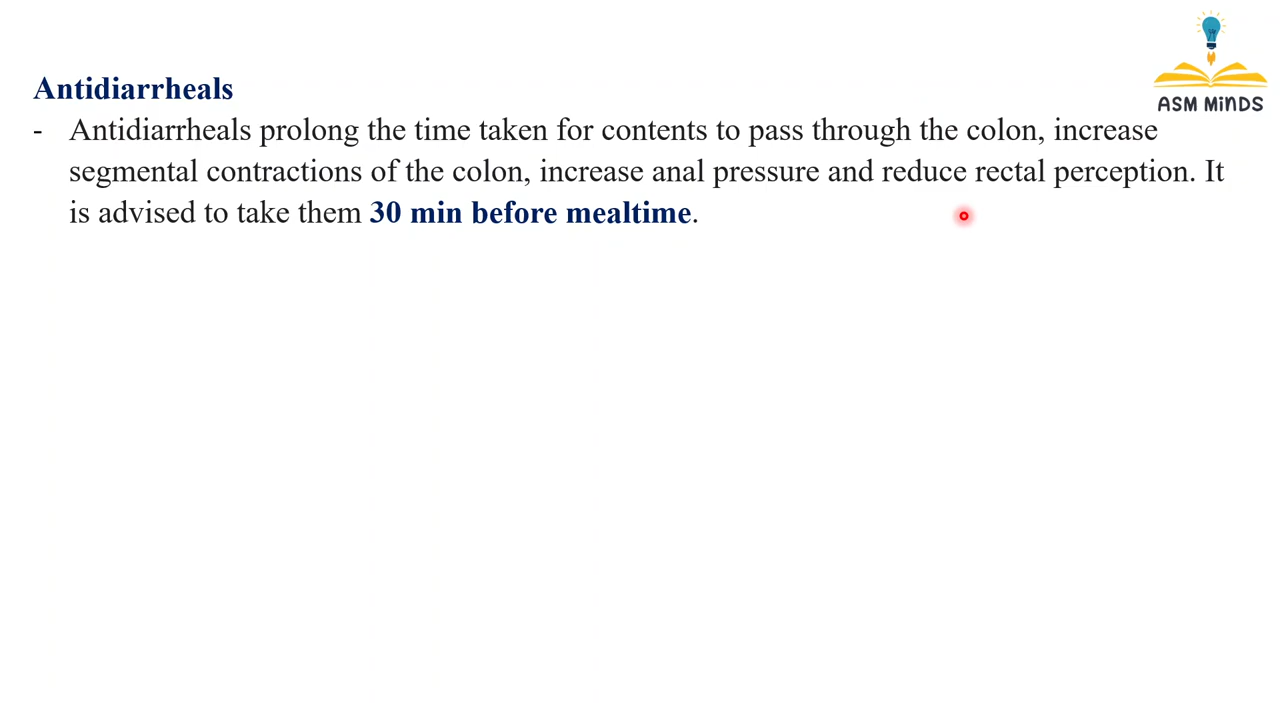 ASM MiNDS
Antidiarrheals
- Antidiarrheals prolong the time taken for contents to pass through the colon, increase
segmental contractions of the colon, increase anal pressure and reduce rectal perception. It
is advised to take them 30 min before mealtime.